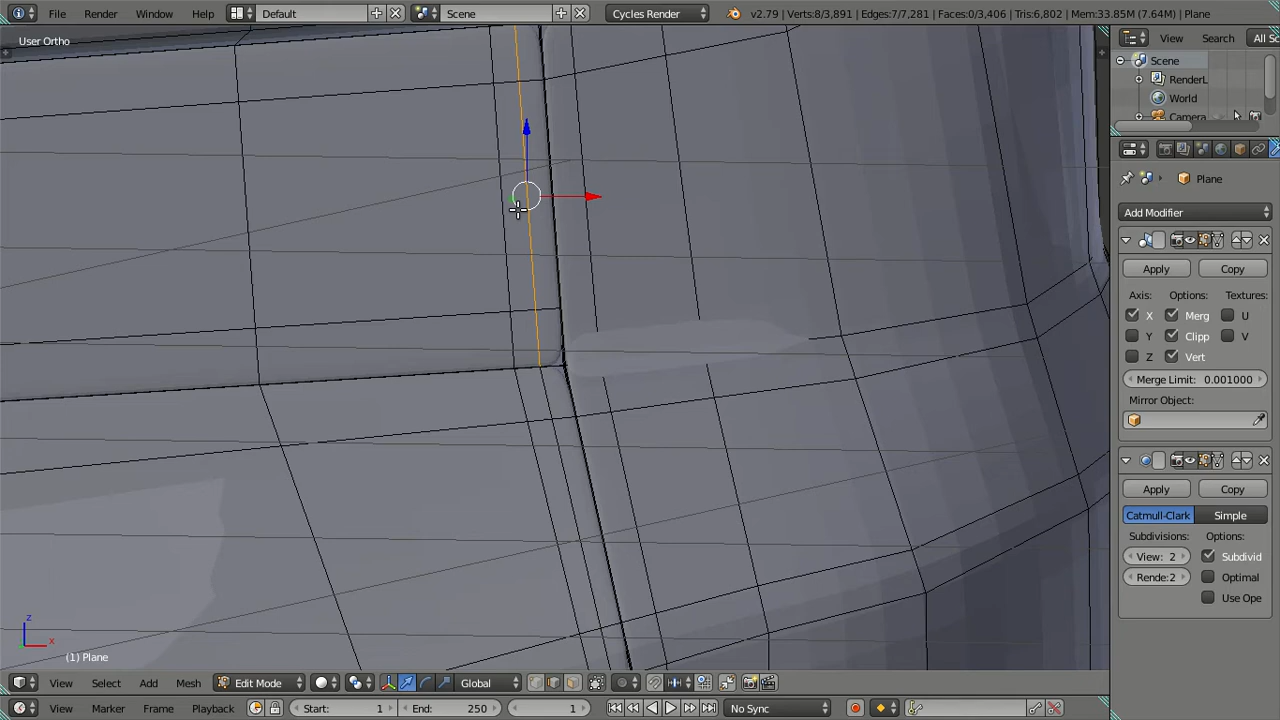 File Render Window Help Default Scene Cycles Render v2.79 | Verts:8/3,891 | Edges:7/7,281 | Faces:0/3,406 | Tris:6,802 | Mem:33.85M (7.64M) | Plane
User Ortho
View Search All Sc
Scene
RenderL
World
Camera
Plane
Add Modifier
Apply Copy
Axis: Options: Textures:
X Merg U
Y Clipp V
Z Vert
Merge Limit: 0.001000
Mirror Object:
Apply Copy
Catmull-Clark Simple
Subdivisions: Options:
View: 2 Subdivid
Rende:2 Optimal
Use Ope
z
x
(1) Plane
View Select Add Mesh Edit Mode Global
View Marker Frame Playback Start: 1 End: 250 1 No Sync